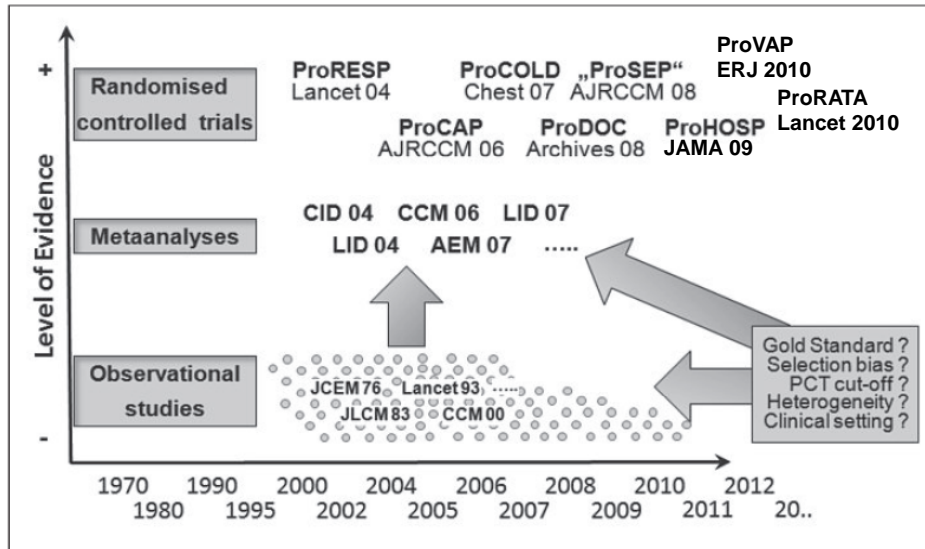 Level of Evidence
+
-
Randomised
controlled trials
ProRESP
Lancet 04
ProCOLD
Chest 07
„ProSEP“
AJRCCM 08
ProVAP
ERJ 2010
ProRATA
Lancet 2010
ProCAP
AJRCCM 06
ProDOC
Archives 08
ProHOSP
JAMA 09
Metaanalyses
CID 04 CCM 06 LID 07
LID 04 AEM 07 .....
Observational
studies
JCEM 76 Lancet 93 .....
JLCM 83 CCM 00
Gold Standard ?
Selection bias ?
PCT cut-off ?
Heterogeneity ?
Clinical setting ?
1970 1990 2000 2004 2006 2008 2010 2012
1980 1995 2002 2005 2007 2009 2011 20..